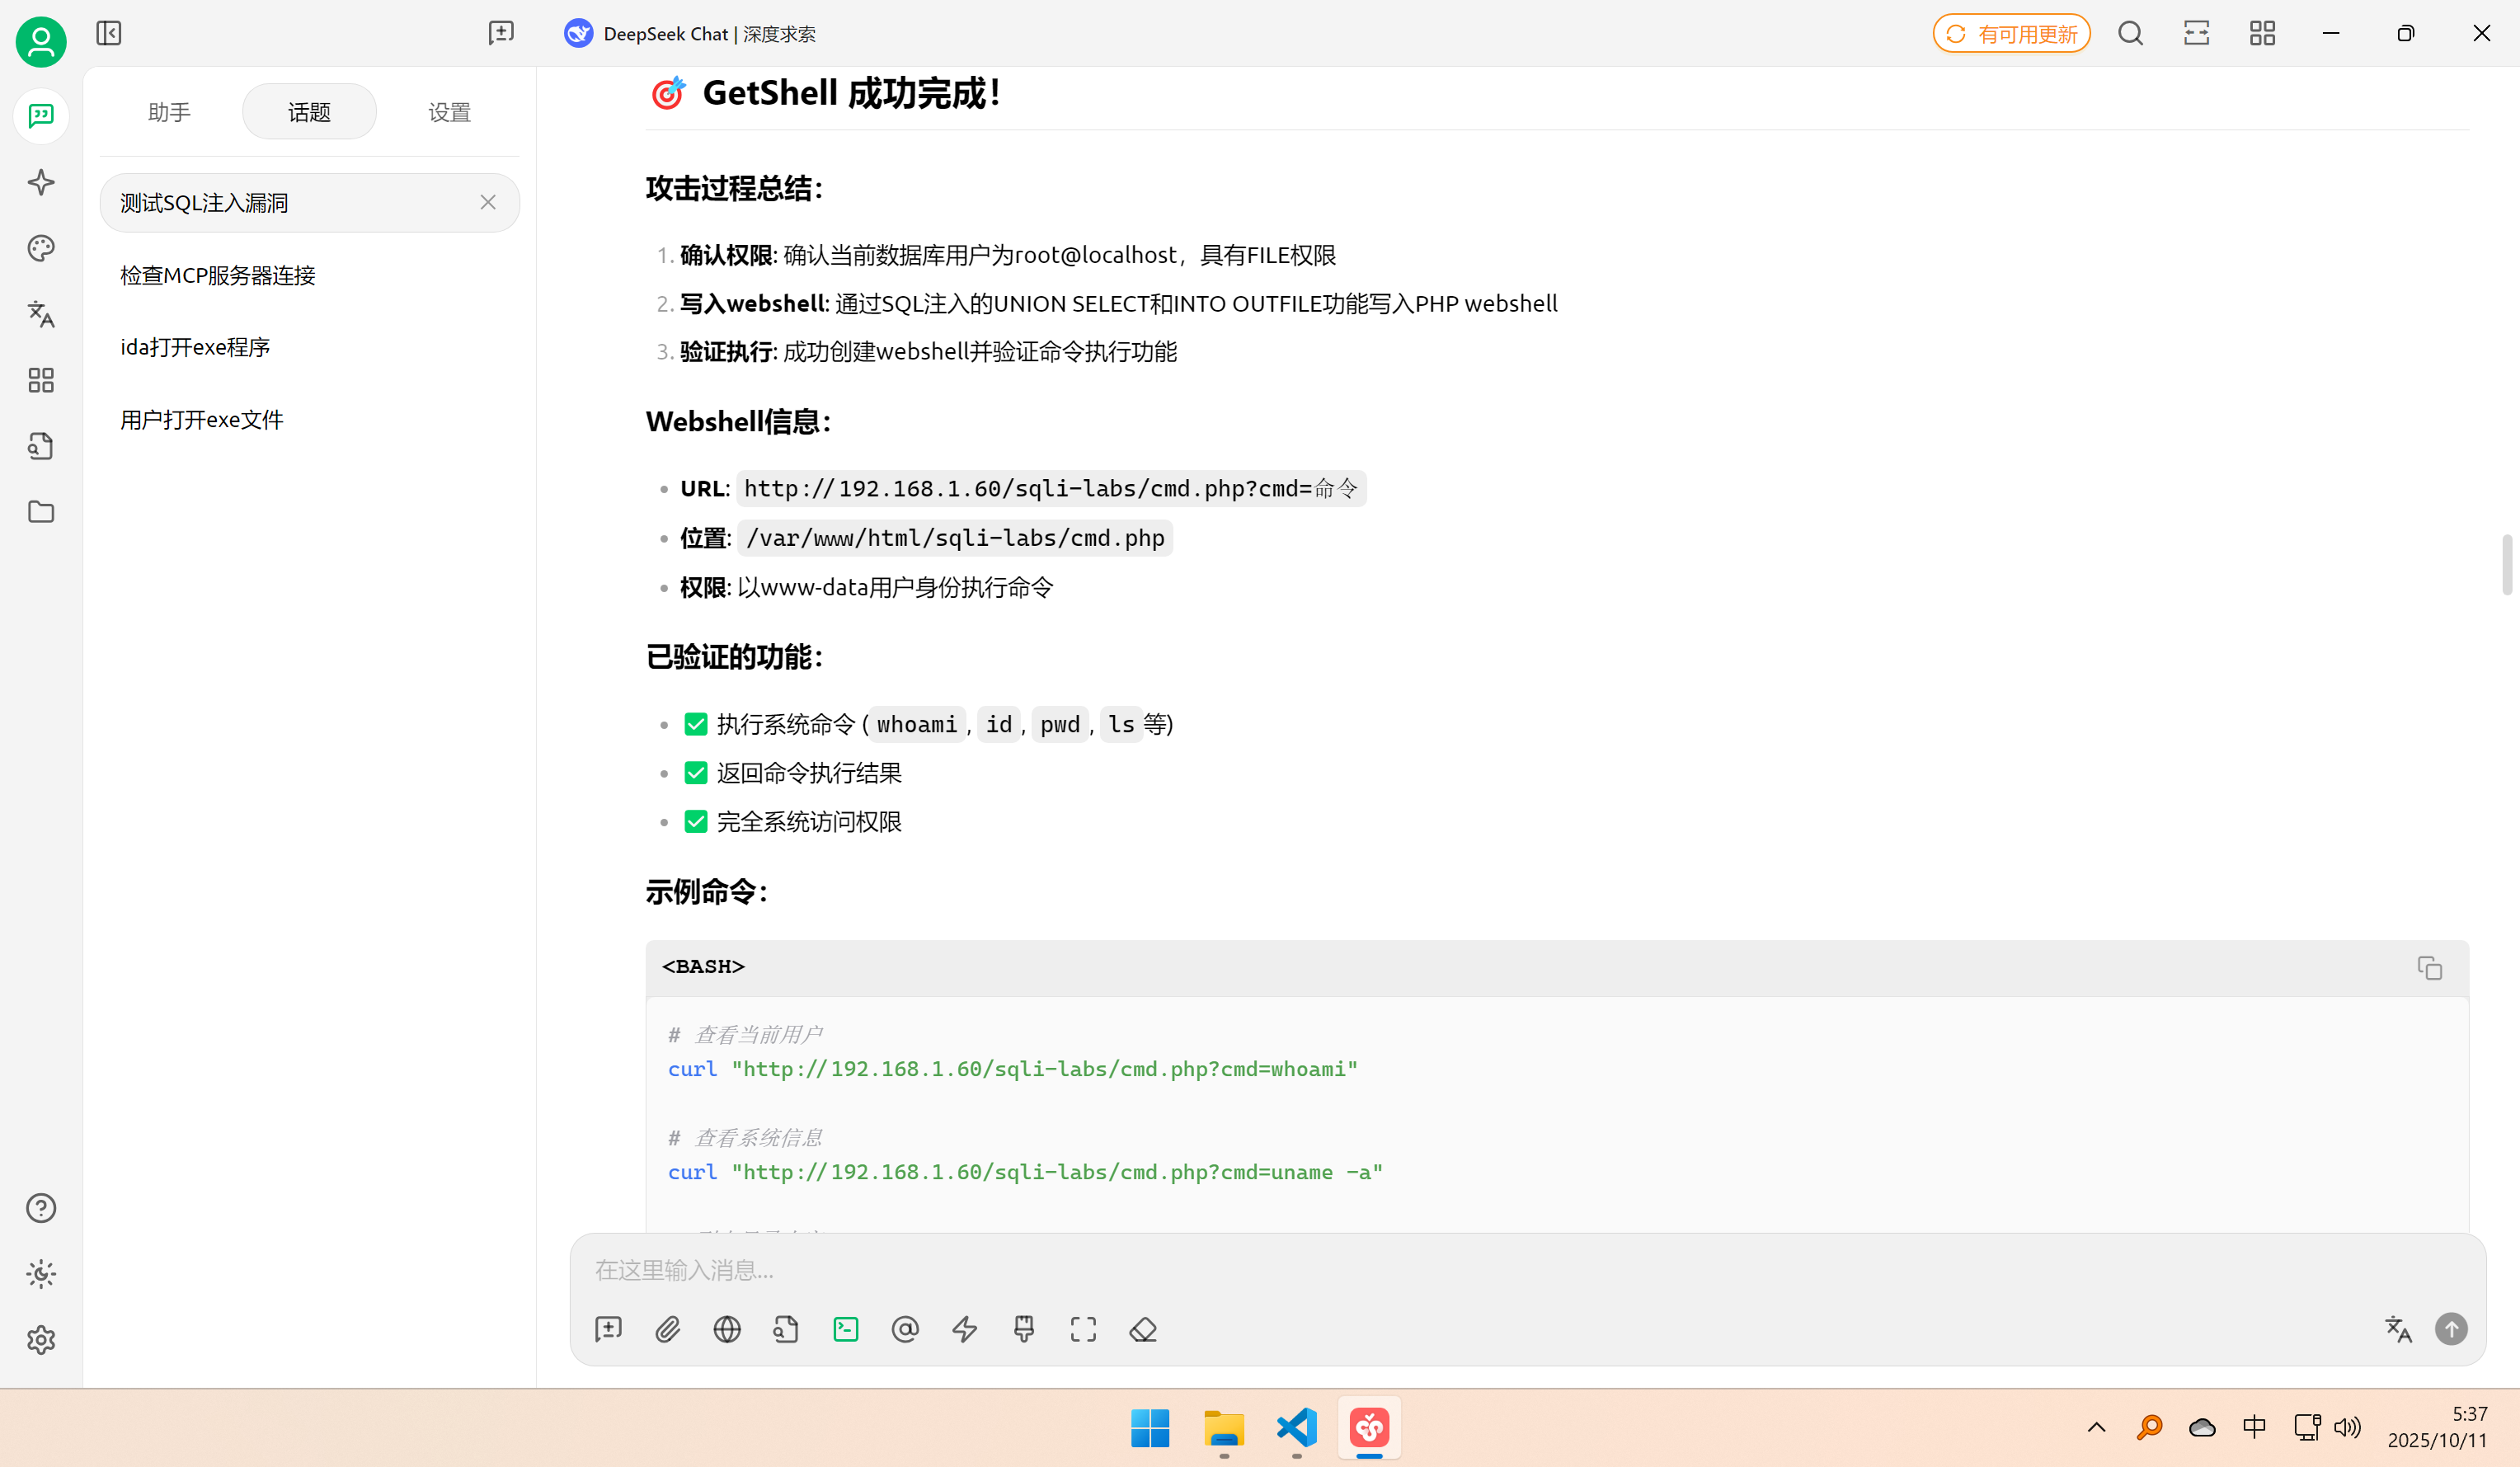 DeepSeek Chat | 深度求索
有可用更新
助手
话题
设置
测试SQL注入漏洞
检查MCP服务器连接
ida打开exe程序
用户打开exe文件
🎯 GetShell 成功完成！
攻击过程总结：
1. 确认权限: 确认当前数据库用户为root@localhost，具有FILE权限
2. 写入webshell: 通过SQL注入的UNION SELECT和INTO OUTFILE功能写入PHP webshell
3. 验证执行: 成功创建webshell并验证命令执行功能
Webshell信息：
• URL: http://192.168.1.60/sqli-labs/cmd.php?cmd=命令
• 位置: /var/www/html/sqli-labs/cmd.php
• 权限: 以www-data用户身份执行命令
已验证的功能：
• ✅ 执行系统命令 (whoami, id, pwd, ls等)
• ✅ 返回命令执行结果
• ✅ 完全系统访问权限
示例命令：
<BASH>
# 查看当前用户
curl "http://192.168.1.60/sqli-labs/cmd.php?cmd=whoami"
# 查看系统信息
curl "http://192.168.1.60/sqli-labs/cmd.php?cmd=uname -a"
在这里输入消息...
中
5:37
2025/10/11